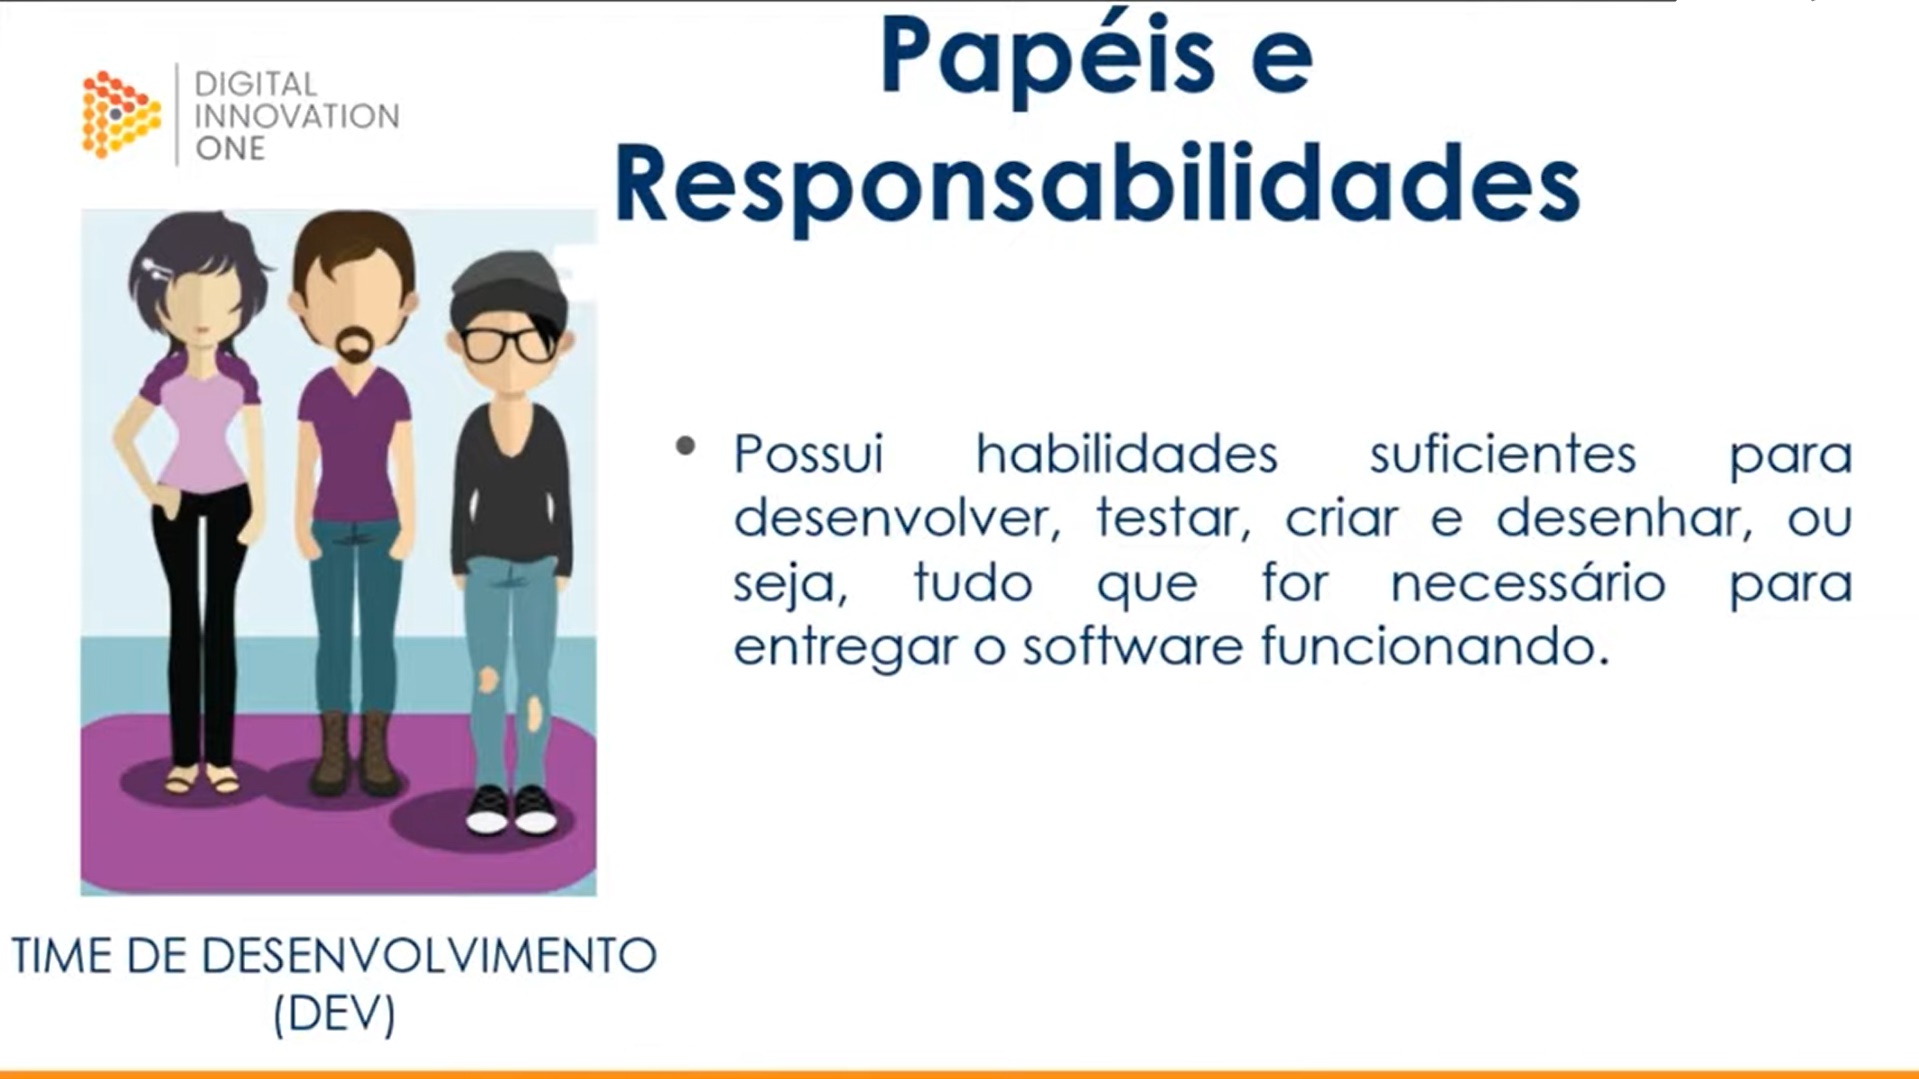 Papéis e
Responsabilidades
DIGITAL
INNOVATION
ONE
Possui habilidades suficientes para
desenvolver, testar, criar e desenhar, ou
seja, tudo que for necessário para
entregar o software funcionando.
TIME DE DESENVOLVIMENTO
(DEV)